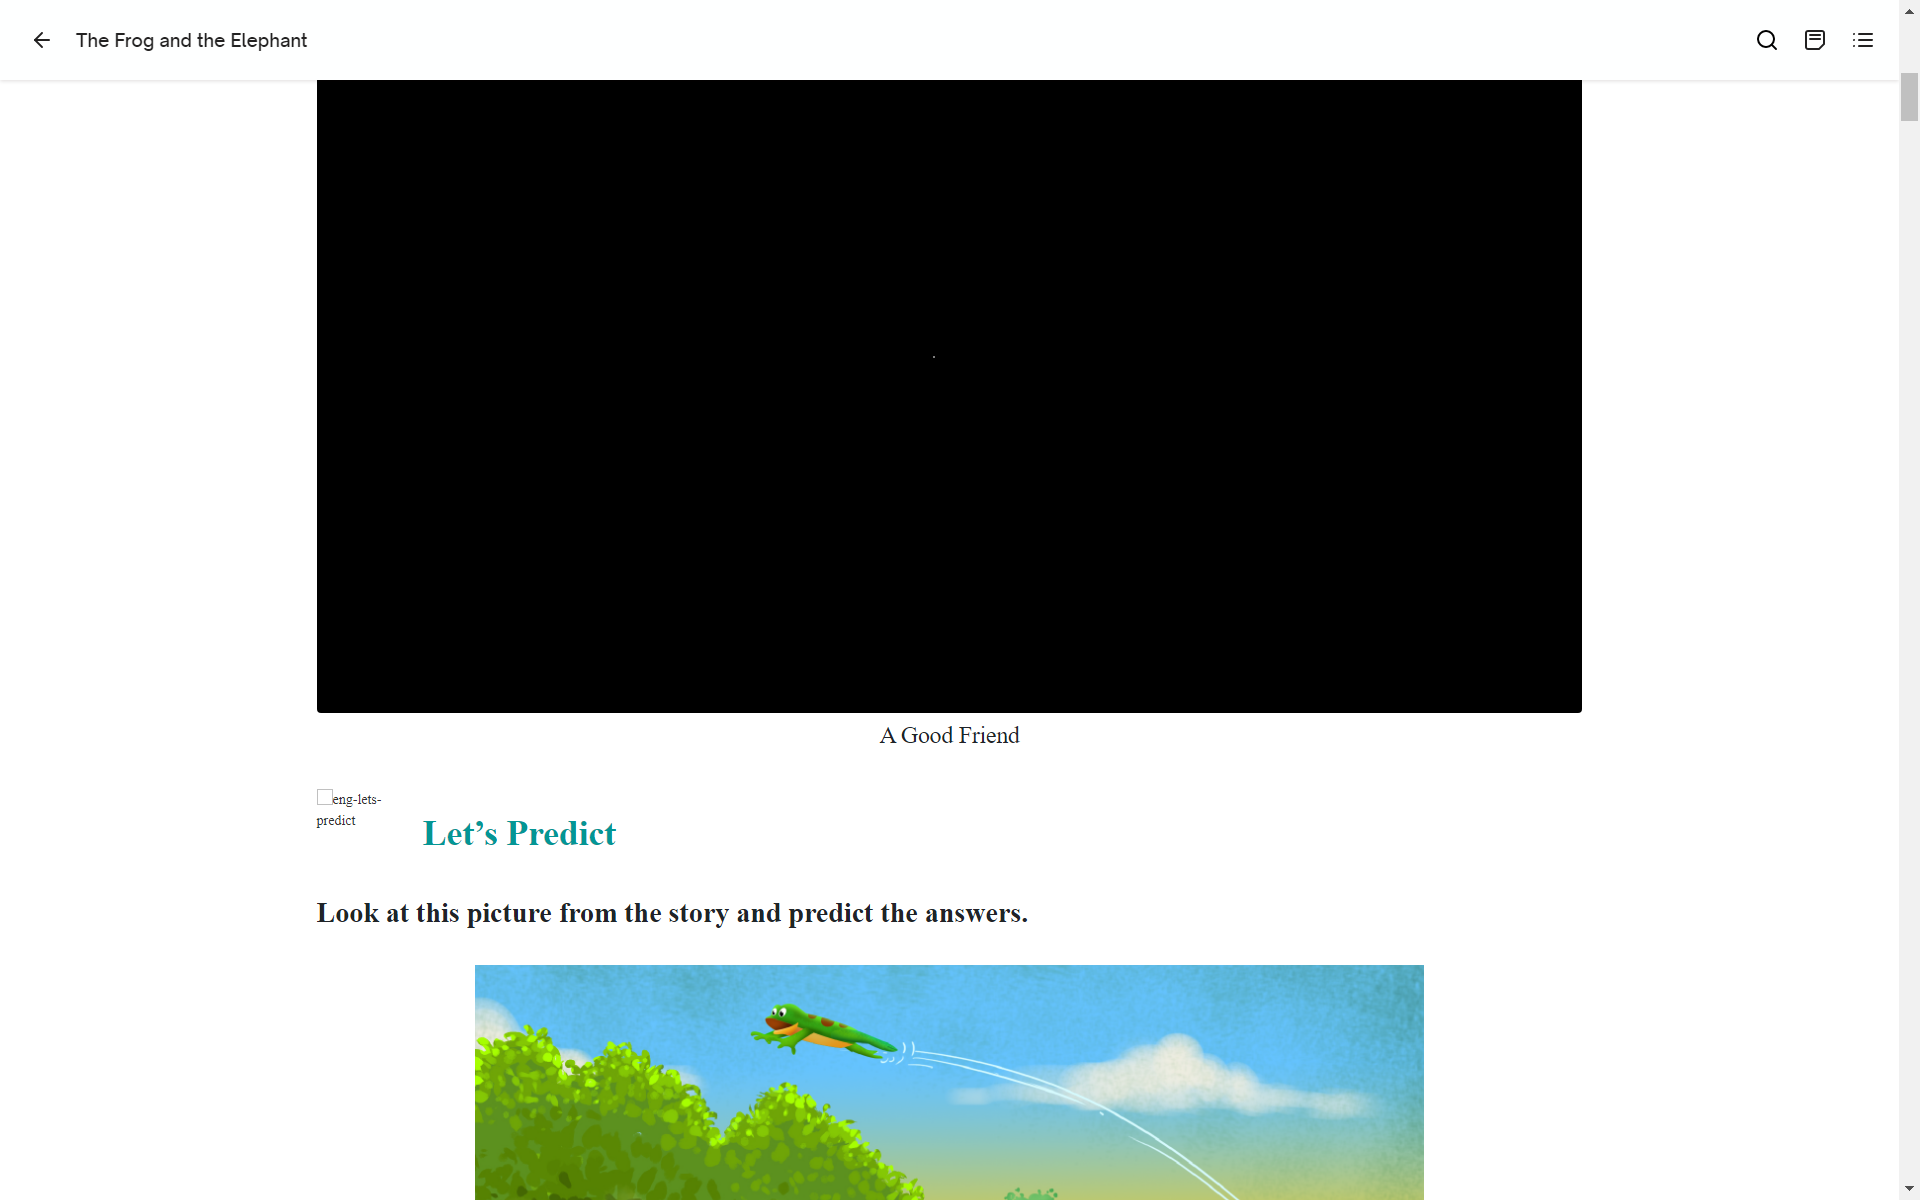 The Frog and the Elephant
A Good Friend
eng-lets-
predict
Let’s Predict
Look at this picture from the story and predict the answers.